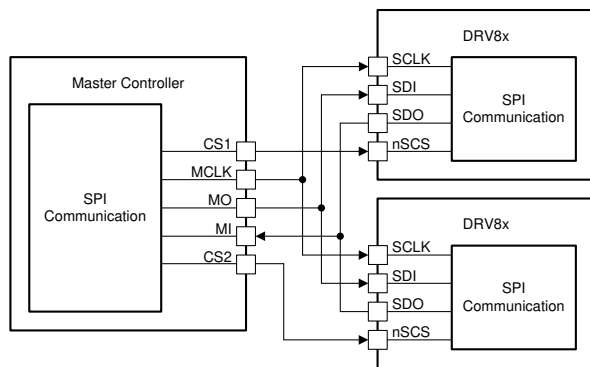 Master Controller
SPI
Communication
CS1
MCLK
MO
MI
CS2
DRV8x
SCLK
SDI
SDO
nSCS
SPI
Communication
DRV8x
SCLK
SDI
SDO
nSCS
SPI
Communication